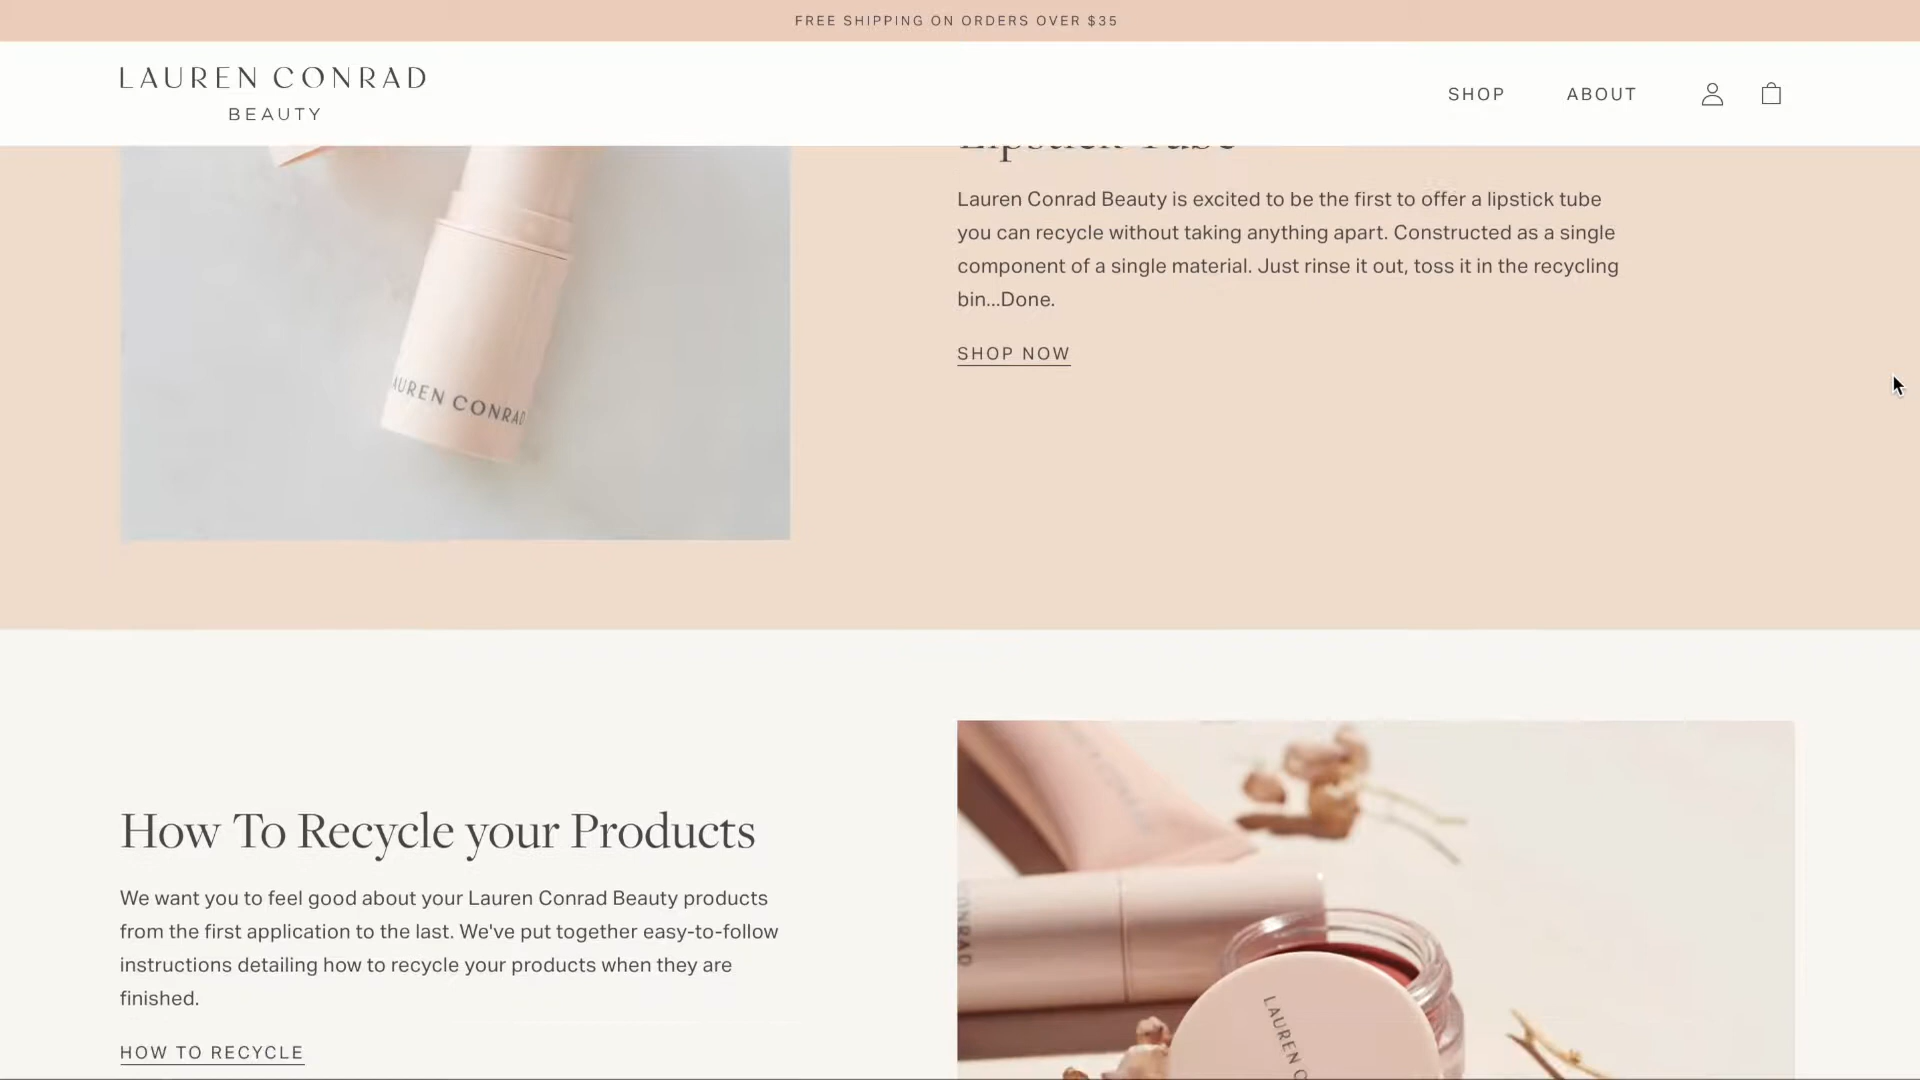 FREE SHIPPING ON ORDERS OVER $35
LAUREN CONRAD
BEAUTY
SHOP
ABOUT
Lipstick Tube
Lauren Conrad Beauty is excited to be the first to offer a lipstick tube
you can recycle without taking anything apart. Constructed as a single
component of a single material. Just rinse it out, toss it in the recycling
bin...Done.
SHOP NOW
AUREN CONRAD
How To Recycle your Products
We want you to feel good about your Lauren Conrad Beauty products
from the first application to the last. We've put together easy-to-follow
instructions detailing how to recycle your products when they are
finished.
HOW TO RECYCLE
ONRAD
LAUREN C